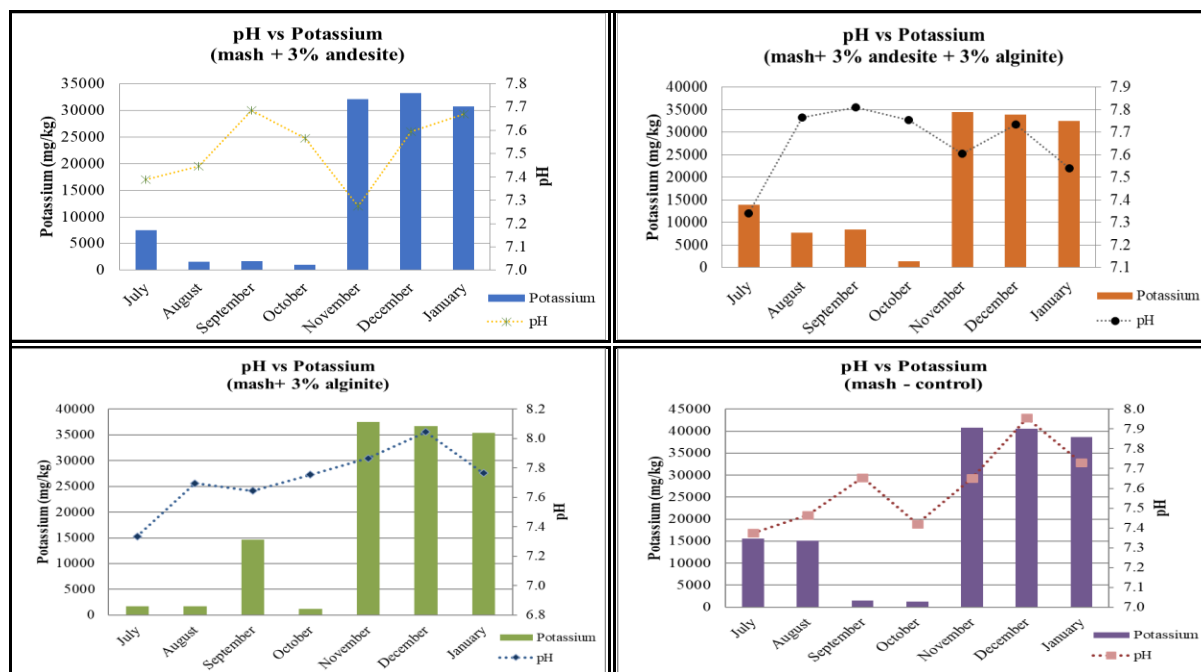 pH vs Potassium
(mash + 3% andesite)
35000
30000
25000
20000
15000
10000
5000
0
Potassium (mg/kg)
7.8
7.7
7.6
7.5
7.4
7.3
7.2
7.1
7.0
pH
July
August
September
October
November
December
January
Potassium
pH
pH vs Potassium
(mash+ 3% andesite + 3% alginite)
40000
35000
30000
25000
20000
15000
10000
5000
0
Potassium (mg/kg)
7.9
7.8
7.7
7.6
7.5
7.4
7.3
7.2
7.1
pH
July
August
September
October
November
December
January
Potassium
pH
pH vs Potassium
(mash+ 3% alginite)
40000
35000
30000
25000
20000
15000
10000
5000
0
Potassium (mg/kg)
8.2
8.0
7.8
7.6
7.4
7.2
7.0
6.8
pH
July
August
September
October
November
December
January
Potassium
pH
pH vs Potassium
(mash - control)
45000
40000
35000
30000
25000
20000
15000
10000
5000
0
Potassium (mg/kg)
8.0
7.9
7.8
7.7
7.6
7.5
7.4
7.3
7.2
7.1
7.0
pH
July
August
September
October
November
December
January
Potassium
pH